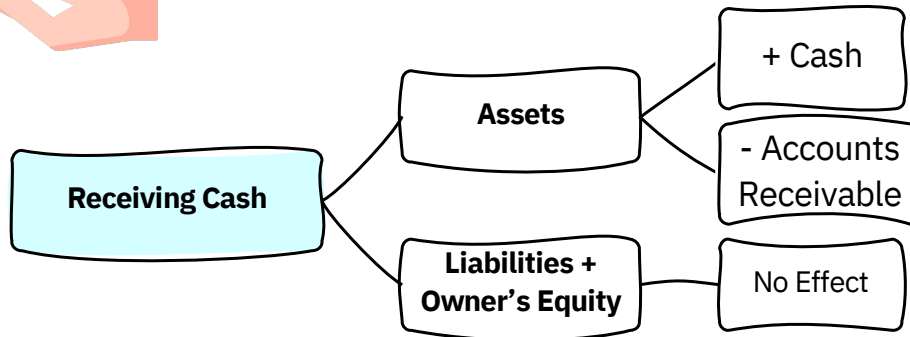 + Cash
Assets
- Accounts
Receivable
Receiving Cash
Liabilities +
Owner’s Equity
No Effect